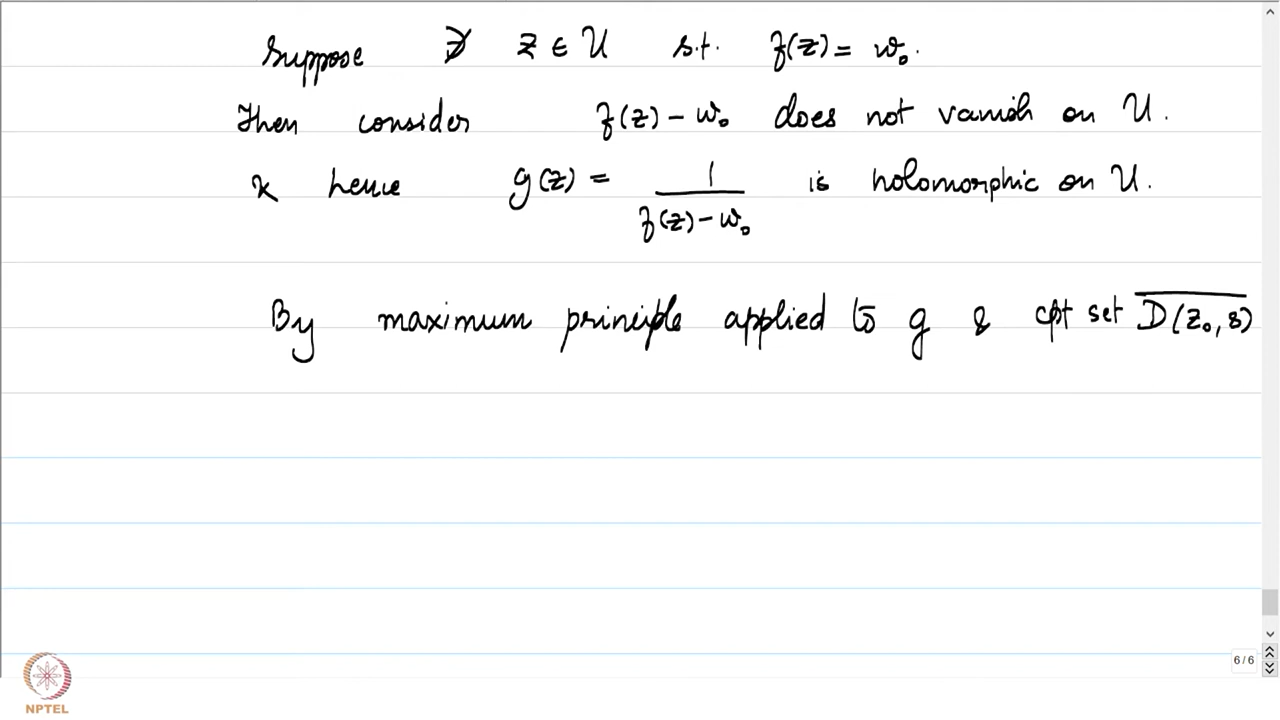 Suppose ∄ z ∈ U s.t. f(z) = w₀.
Then consider f(z) - w₀ does not vanish on U.
& hence g(z) = 1 / (f(z) - w₀) is holomorphic on U.
By maximum principle applied to g & cpt set \overline{D(z₀, δ)}
6 / 6
NPTEL